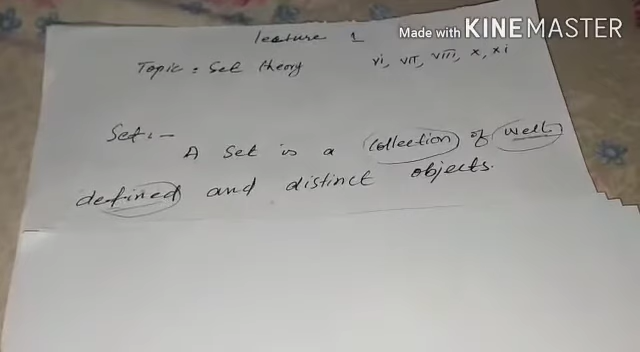 Made with KINEMASTER
lecture 1
Topic = Set theory vi, VII, VIII, x, xi
Set:-
A set is a collection of well
defined and distinct objects.